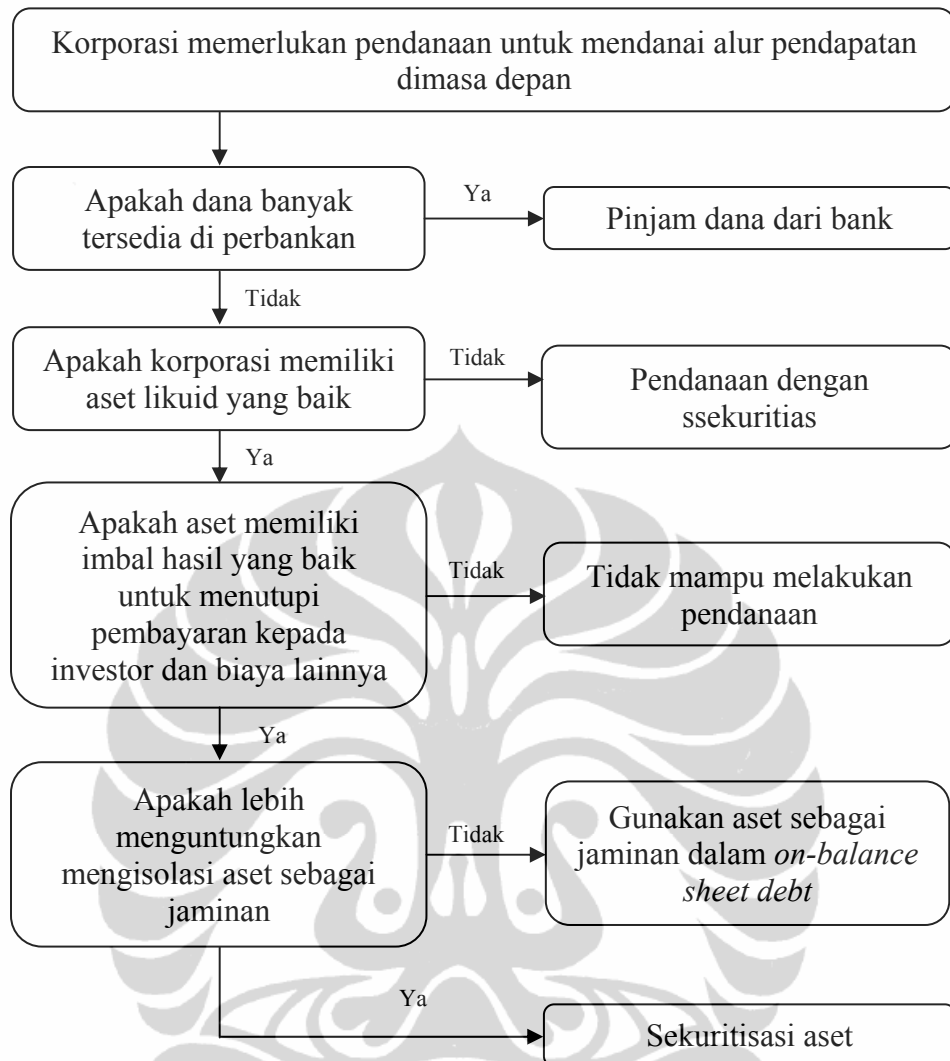 Korporasi memerlukan pendanaan untuk mendanai alur pendapatan
dimasa depan
Apakah dana banyak
tersedia di perbankan
Ya
Pinjam dana dari bank
Tidak
Apakah korporasi memiliki
aset likuid yang baik
Tidak
Pendanaan dengan
ssekuritias
Ya
Apakah aset memiliki
imbal hasil yang baik
untuk menutupi
pembayaran kepada
investor dan biaya lainnya
Tidak
Tidak mampu melakukan
pendanaan
Ya
Apakah lebih
menguntungkan
mengisolasi aset sebagai
jaminan
Tidak
Gunakan aset sebagai
jaminan dalam on-balance
sheet debt
Ya
Sekuritisasi aset